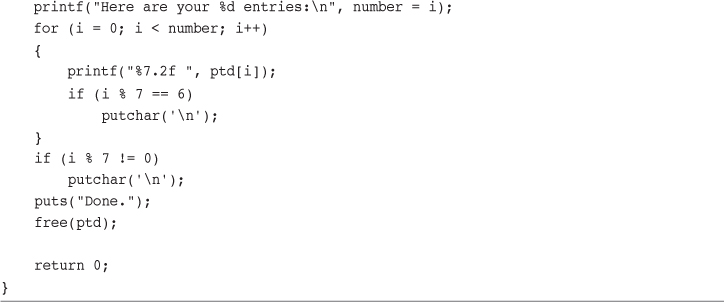 printf("Here are your %d entries:\n", number = i);
    for (i = 0; i < number; i++)
    {
        printf("%7.2f ", ptd[i]);
        if (i % 7 == 6)
            putchar('\n');
    }
    if (i % 7 != 0)
        putchar('\n');
    puts("Done.");
    free(ptd);

    return 0;
}